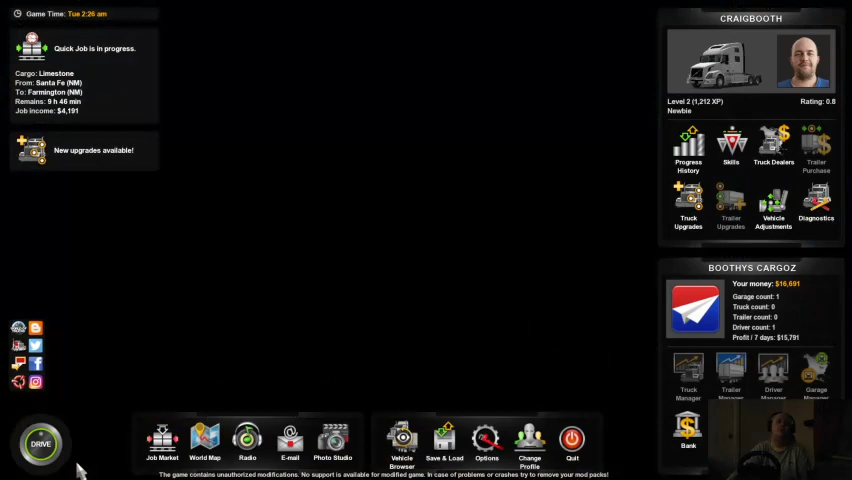 Game Time: Tue 2:26 am
Quick Job is in progress.
Cargo: Limestone
From: Santa Fe (NM)
To: Farmington (NM)
Remains: 9 h 46 min
Job income: $4,191
New upgrades available!
CRAIGBOOTH
Level 2 (1,212 XP) Rating: 0.8
Newbie
Progress History
Skills
Truck Dealers
Trailer Purchase
Truck Upgrades
Trailer Upgrades
Vehicle Adjustments
Diagnostics
BOOTHYS CARGOZ
Your money: $16,691
Garage count: 1
Truck count: 0
Trailer count: 0
Driver count: 1
Profit / 7 days: $15,791
Truck Manager
Trailer Manager
Driver Manager
Garage Manager
Bank
DRIVE
Job Market
World Map
Radio
E-mail
Photo Studio
Vehicle Browser
Save & Load
Options
Change Profile
Quit
The game contains unauthorized modifications. No support is available for modified game. In case of problems or crashes try to remove your mod packs!